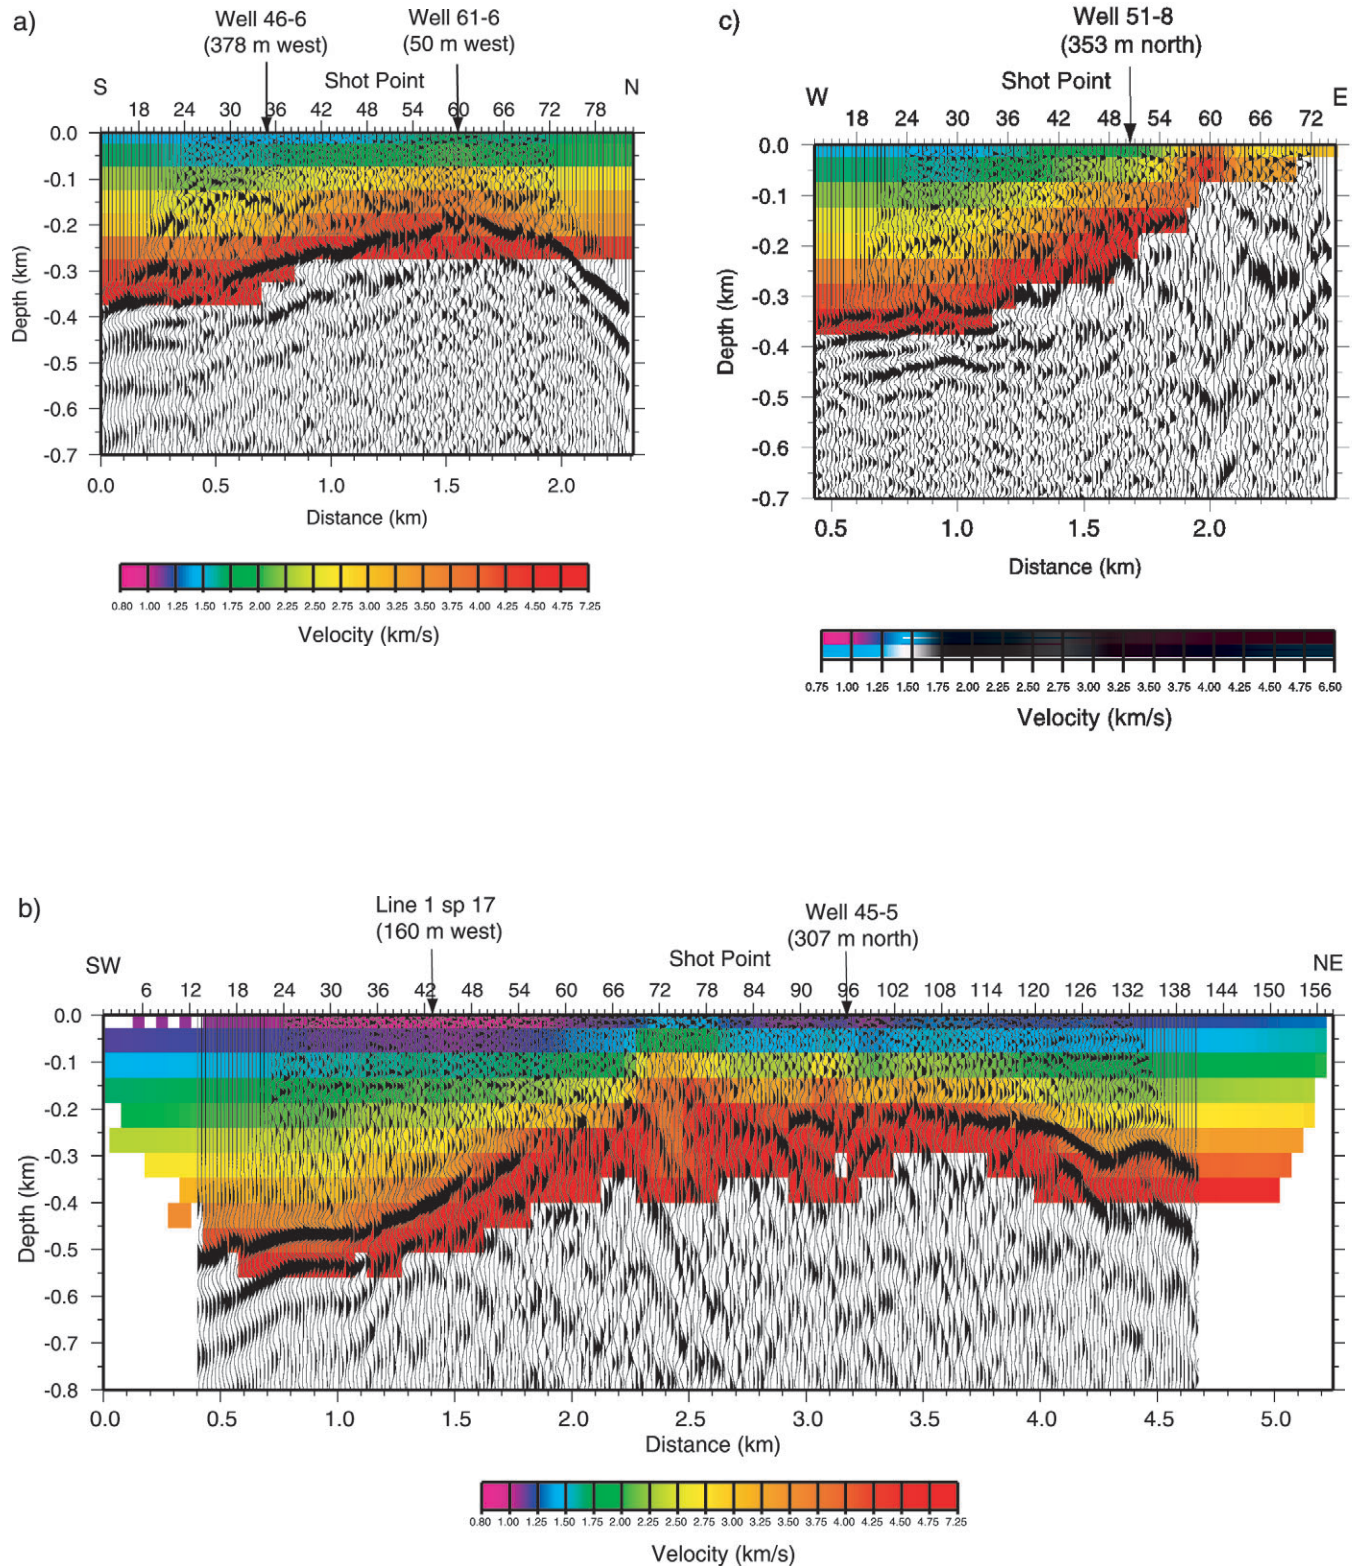 a)
Well 46-6
(378 m west)
Well 61-6
(50 m west)
S
Shot Point
N
18 24 30 36 42 48 54 60 66 72 78
0.0
-0.1
-0.2
-0.3
-0.4
-0.5
-0.6
-0.7
Depth (km)
0.0 0.5 1.0 1.5 2.0
Distance (km)
0.80 1.00 1.25 1.50 1.75 2.00 2.25 2.50 2.75 3.00 3.25 3.50 3.75 4.00 4.25 4.50 4.75 7.25
Velocity (km/s)
c)
Well 51-8
(353 m north)
Shot Point
W
E
18 24 30 36 42 48 54 60 66 72
0.0
-0.1
-0.2
-0.3
-0.4
-0.5
-0.6
-0.7
Depth (km)
0.5 1.0 1.5 2.0
Distance (km)
0.75 1.00 1.25 1.50 1.75 2.00 2.25 2.50 2.75 3.00 3.25 3.50 3.75 4.00 4.25 4.50 4.75 6.50
Velocity (km/s)
b)
Line 1 sp 17
(160 m west)
Well 45-5
(307 m north)
SW
Shot Point
NE
6 12 18 24 30 36 42 48 54 60 66 72 78 84 90 96 102 108 114 120 126 132 138 144 150 156
0.0
-0.1
-0.2
-0.3
-0.4
-0.5
-0.6
-0.7
-0.8
Depth (km)
0.0 0.5 1.0 1.5 2.0 2.5 3.0 3.5 4.0 4.5 5.0
Distance (km)
0.80 1.00 1.25 1.50 1.75 2.00 2.25 2.50 2.75 3.00 3.25 3.50 3.75 4.00 4.25 4.50 4.75 7.25
Velocity (km/s)